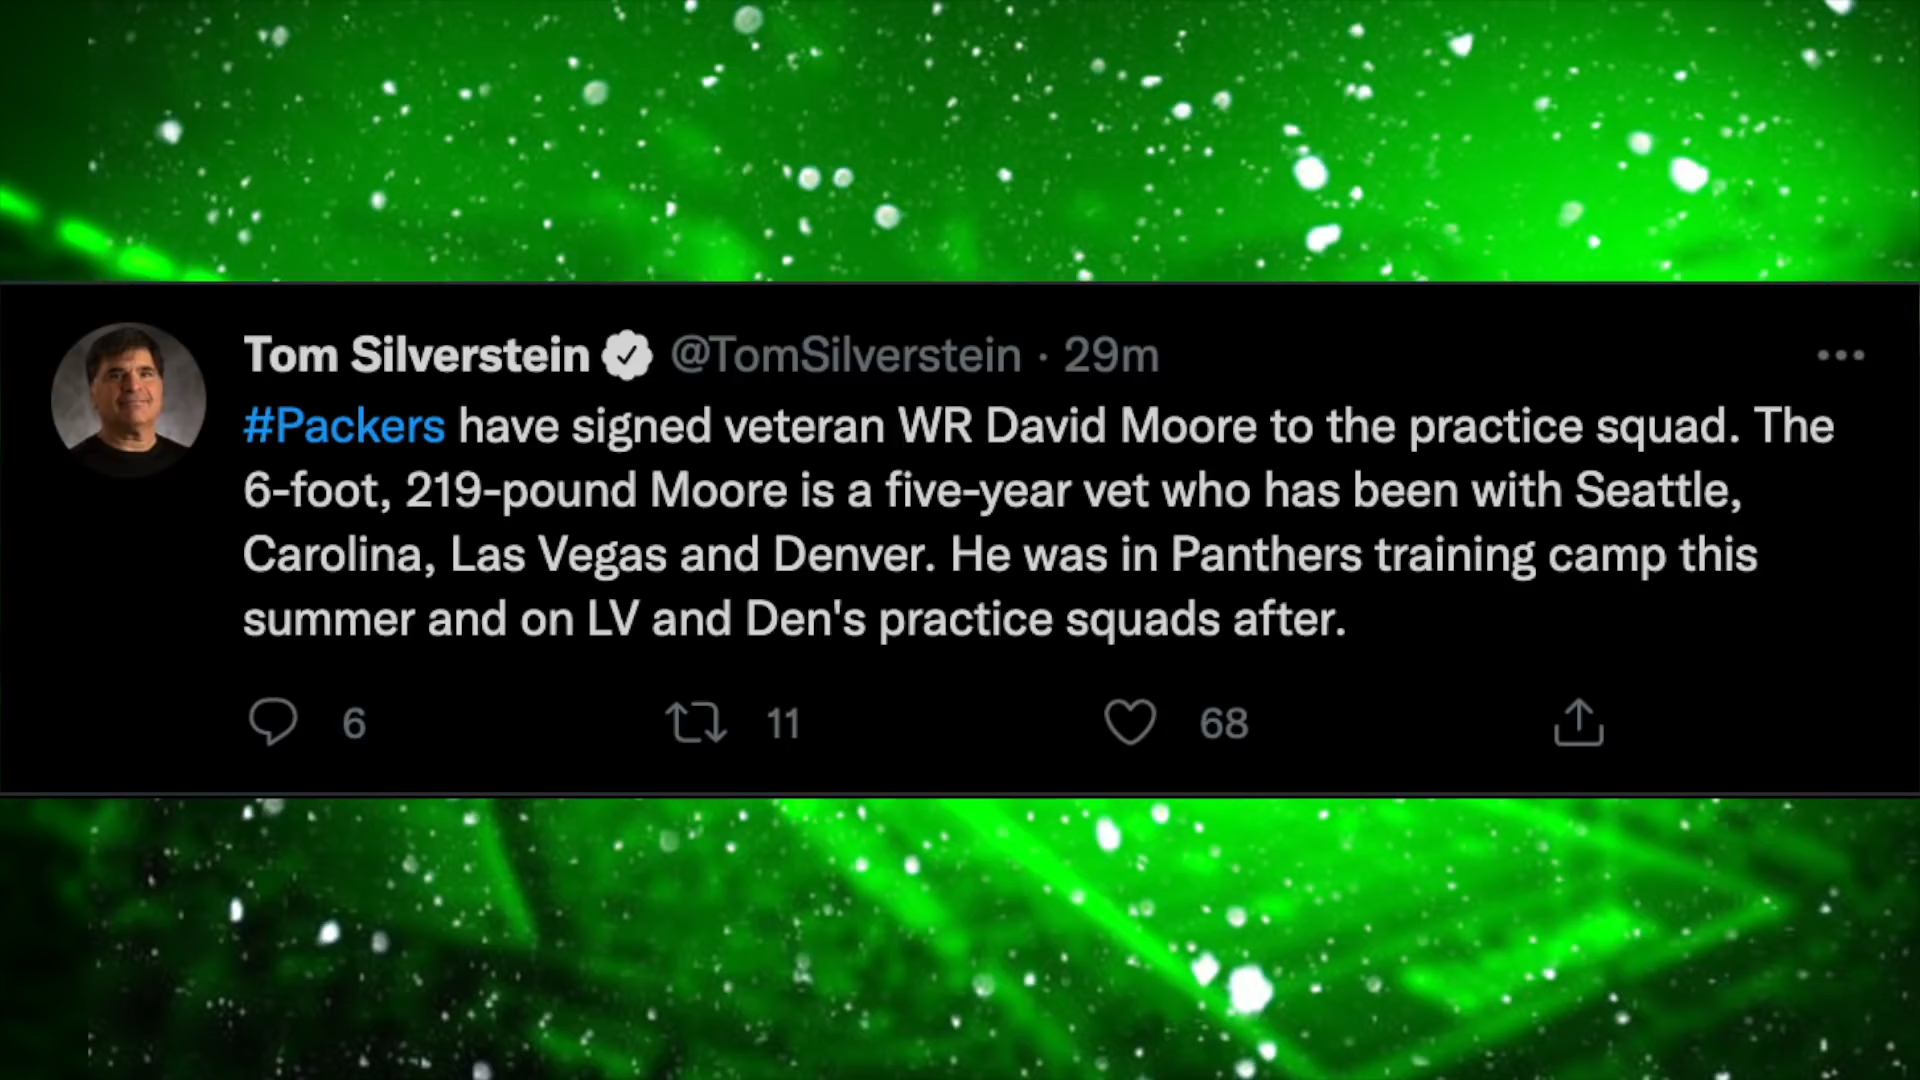 Tom Silverstein @TomSilverstein · 29m
#Packers have signed veteran WR David Moore to the practice squad. The
6-foot, 219-pound Moore is a five-year vet who has been with Seattle,
Carolina, Las Vegas and Denver. He was in Panthers training camp this
summer and on LV and Den's practice squads after.
6 11 68